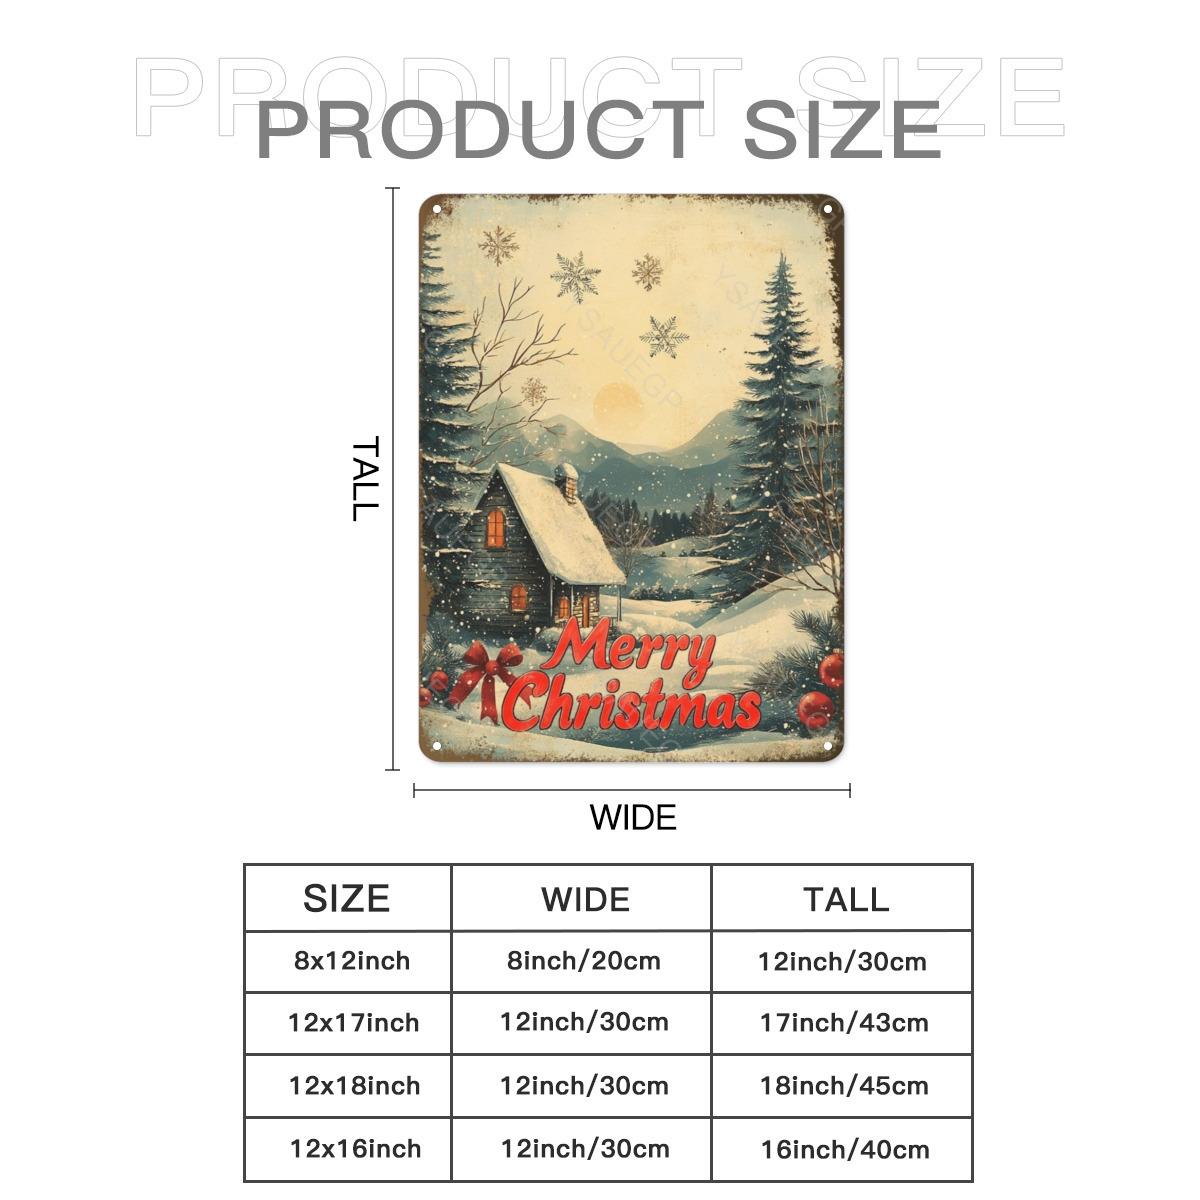 PRODUCT SIZE
PRODUCT SIZE
TALL
YSAUEGP
Merry
Christmas
WIDE
SIZE WIDE TALL
8x12inch 8inch/20cm 12inch/30cm
12x17inch 12inch/30cm 17inch/43cm
12x18inch 12inch/30cm 18inch/45cm
12x16inch 12inch/30cm 16inch/40cm